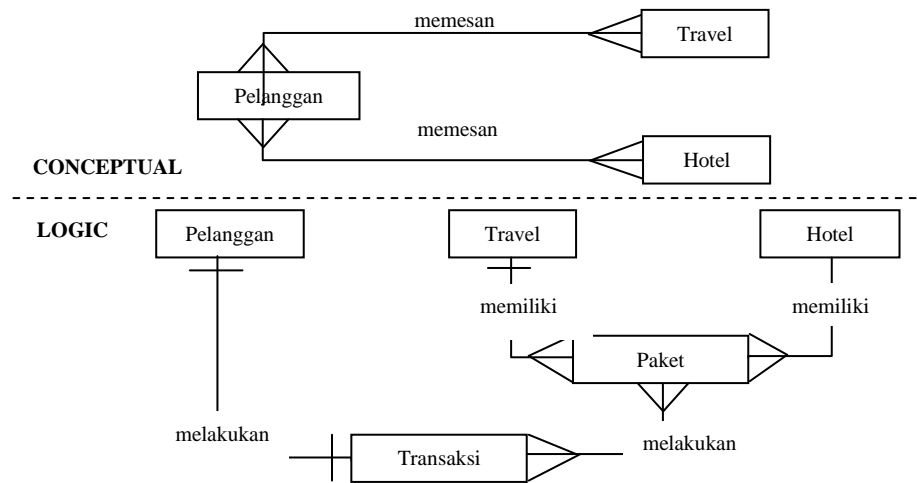 memesan
Travel
Pelanggan
memesan
Hotel
CONCEPTUAL
LOGIC
Pelanggan
Travel
Hotel
memiliki
memiliki
Paket
melakukan
melakukan
Transaksi